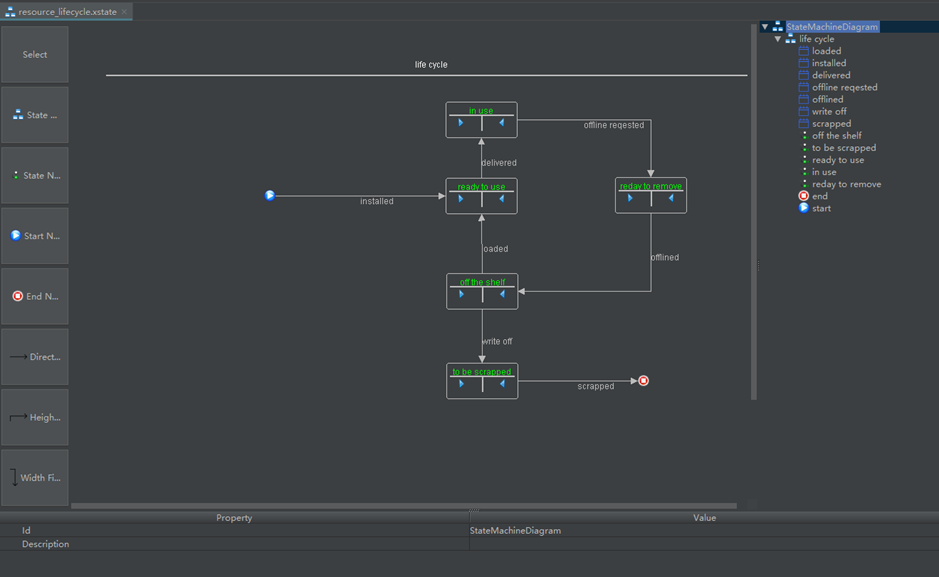 resource_lifecycle.xstate
Select
State ...
State N...
Start N...
End N...
Direct...
Heigh...
Width Fi...
life cycle
in use
offline reqested
delivered
ready to use
reday to remove
installed
loaded
offlined
off the shelf
write off
to be scrapped
scrapped
StateMachineDiagram
life cycle
loaded
installed
delivered
offline reqested
offlined
write off
scrapped
off the shelf
to be scrapped
ready to use
in use
reday to remove
end
start
Property Value
Id StateMachineDiagram
Description